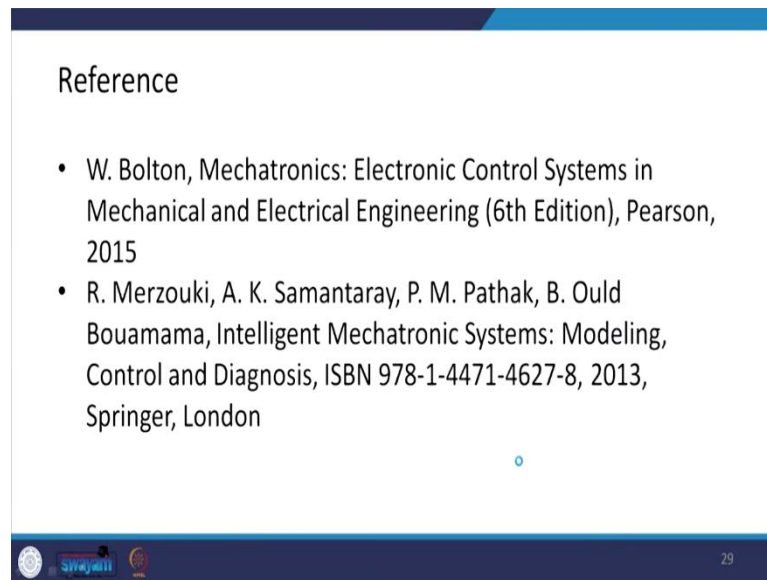 Reference
• W. Bolton, Mechatronics: Electronic Control Systems in
Mechanical and Electrical Engineering (6th Edition), Pearson,
2015
• R. Merzouki, A. K. Samantaray, P. M. Pathak, B. Ould
Bouamama, Intelligent Mechatronic Systems: Modeling,
Control and Diagnosis, ISBN 978-1-4471-4627-8, 2013,
Springer, London
swayam
29